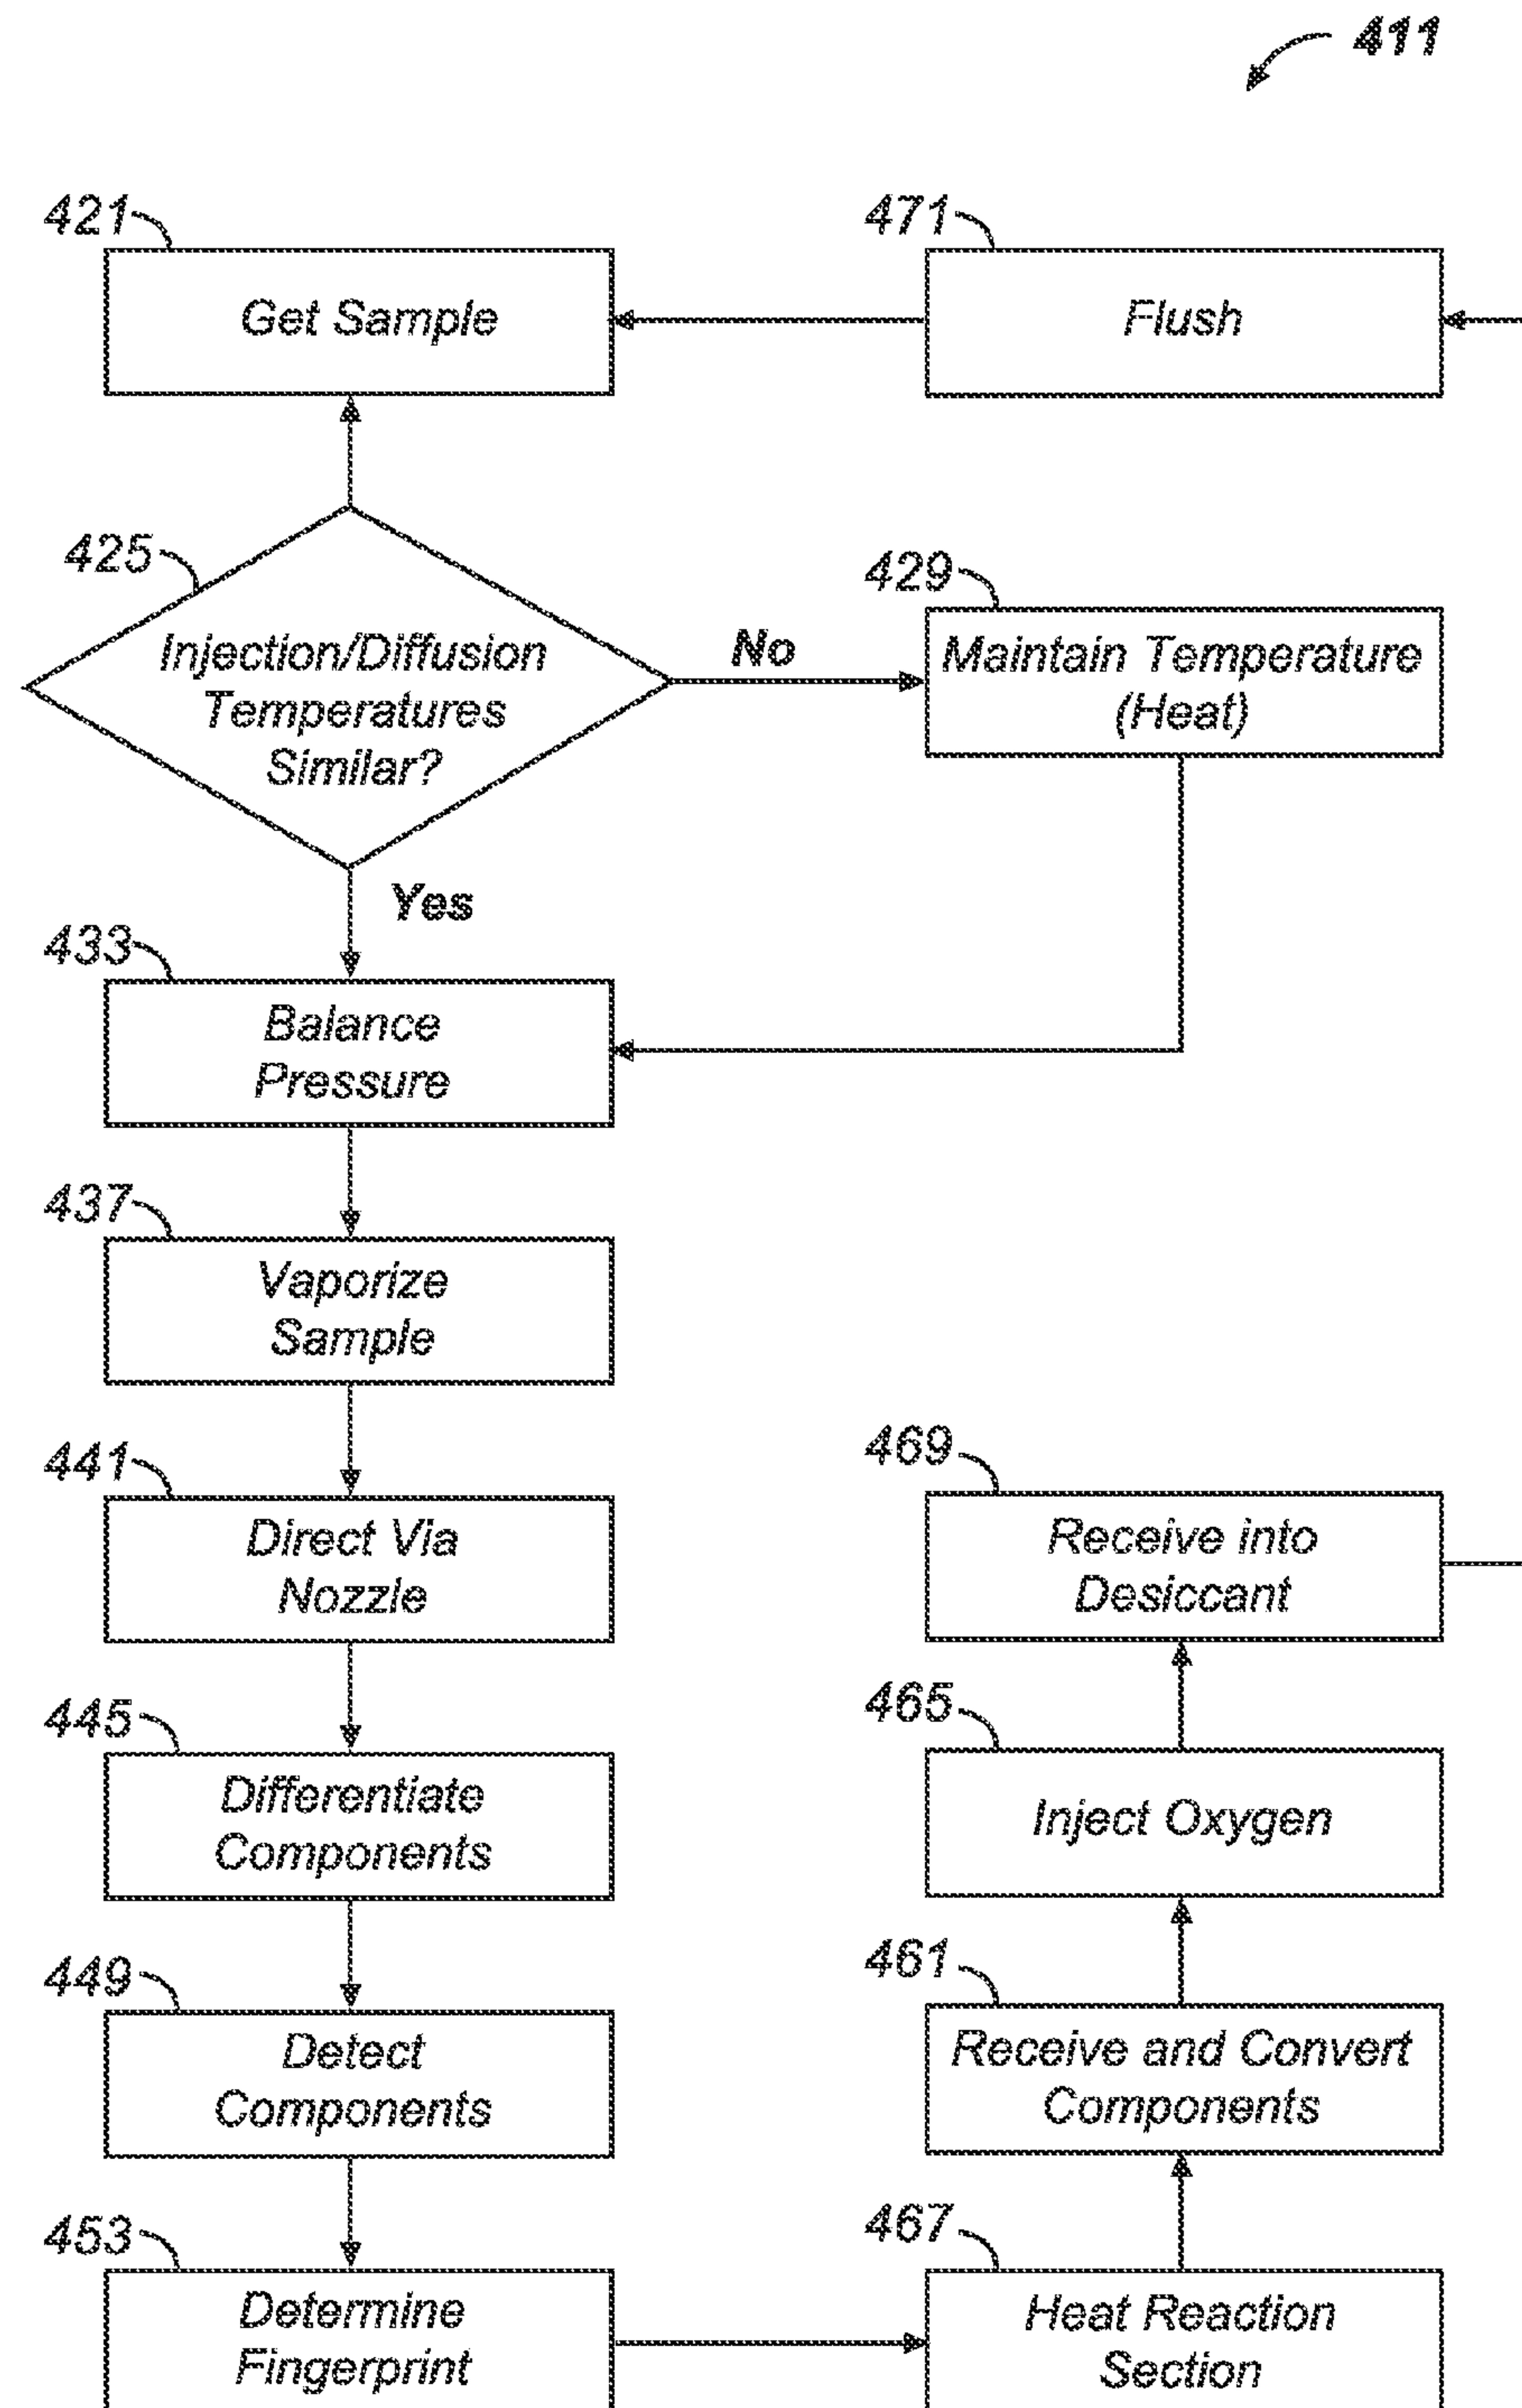 411
421
Get Sample
471
Flush
425
Injection/Diffusion
Temperatures
Similar?
No
429
Maintain Temperature
(Heat)
Yes
433
Balance
Pressure
437
Vaporize
Sample
441
Direct Via
Nozzle
469
Receive into
Desiccant
445
Differentiate
Components
465
Inject Oxygen
449
Detect
Components
461
Receive and Convert
Components
453
Determine
Fingerprint
467
Heat Reaction
Section